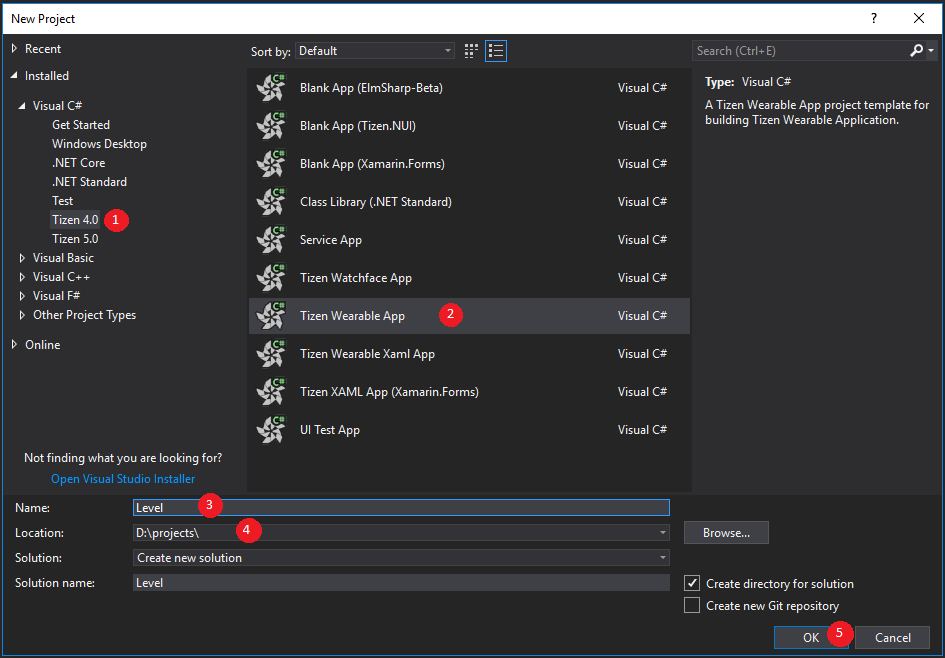 New Project
?
Recent
Installed
Visual C#
Get Started
Windows Desktop
.NET Core
.NET Standard
Test
Tizen 4.0 1
Tizen 5.0
Visual Basic
Visual C++
Visual F#
Other Project Types
Online
Not finding what you are looking for?
Open Visual Studio Installer
Sort by: Default
C# Blank App (ElmSharp-Beta) Visual C#
C# Blank App (Tizen.NUI) Visual C#
C# Blank App (Xamarin.Forms) Visual C#
C# Class Library (.NET Standard) Visual C#
C# Service App Visual C#
C# Tizen Watchface App Visual C#
C# Tizen Wearable App 2 Visual C#
C# Tizen Wearable Xaml App Visual C#
C# Tizen XAML App (Xamarin.Forms) Visual C#
C# UI Test App Visual C#
Search (Ctrl+E)
Type: Visual C#
A Tizen Wearable App project template for
building Tizen Wearable Application.
Name: Level 3
Location: D:\projects\ 4
Browse...
Solution: Create new solution
Solution name: Level
Create directory for solution
Create new Git repository
OK 5 Cancel